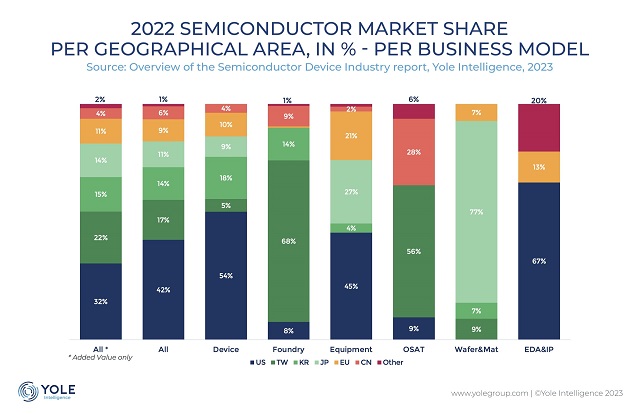 2022 SEMICONDUCTOR MARKET SHARE
PER GEOGRAPHICAL AREA, IN % - PER BUSINESS MODEL
Source: Overview of the Semiconductor Device Industry report, Yole Intelligence, 2023
2% 1% 1% 6% 20%
4% 6% 4% 9% 2% 28% 7%
11% 9% 10% 14% 21% 56% 77% 13%
14% 11% 9% 68% 27% 9% 7% 67%
15% 14% 18% 8% 4% 9%
22% 17% 5% 45%
32% 42% 54%
All * All Device Foundry Equipment OSAT Wafer&Mat EDA&IP
* Added Value only
US TW KR JP EU CN Other
YOLE
Intelligence
www.yolegroup.com | ©Yole Intelligence 2023